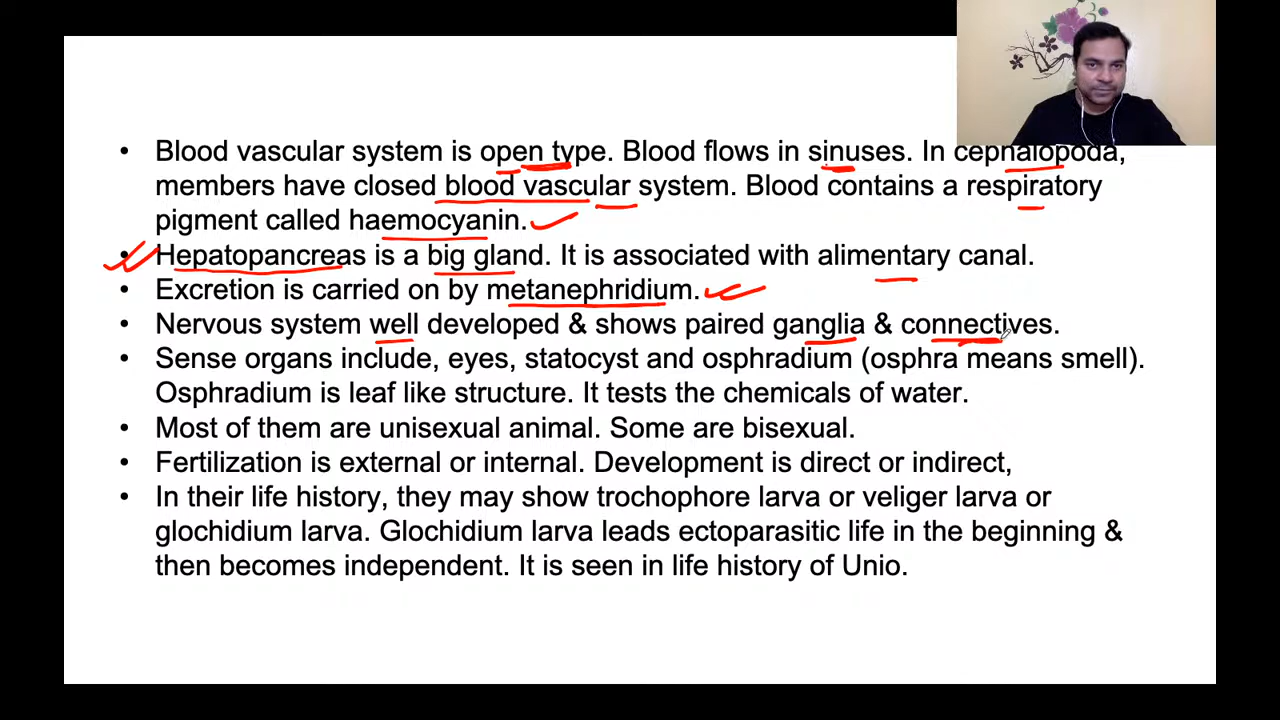 • Blood vascular system is open type. Blood flows in sinuses. In cephalopoda,
members have closed blood vascular system. Blood contains a respiratory
pigment called haemocyanin.
• Hepatopancreas is a big gland. It is associated with alimentary canal.
• Excretion is carried on by metanephridium.
• Nervous system well developed & shows paired ganglia & connectives.
• Sense organs include, eyes, statocyst and osphradium (osphra means smell).
Osphradium is leaf like structure. It tests the chemicals of water.
• Most of them are unisexual animal. Some are bisexual.
• Fertilization is external or internal. Development is direct or indirect,
• In their life history, they may show trochophore larva or veliger larva or
glochidium larva. Glochidium larva leads ectoparasitic life in the beginning &
then becomes independent. It is seen in life history of Unio.